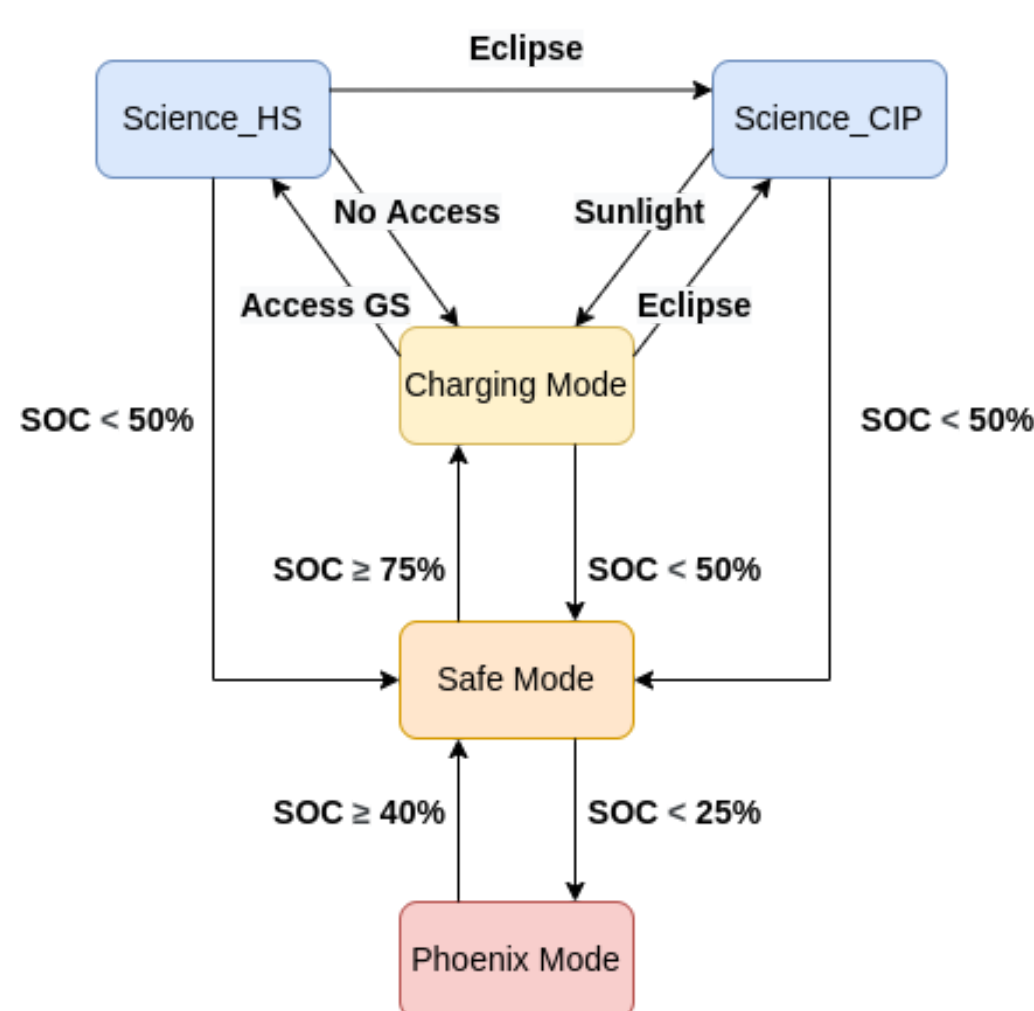 Eclipse
Science_HS
Science_CIP
No Access
Sunlight
Access GS
Eclipse
Charging Mode
SOC < 50%
SOC < 50%
SOC ≥ 75%
SOC < 50%
Safe Mode
SOC ≥ 40%
SOC < 25%
Phoenix Mode